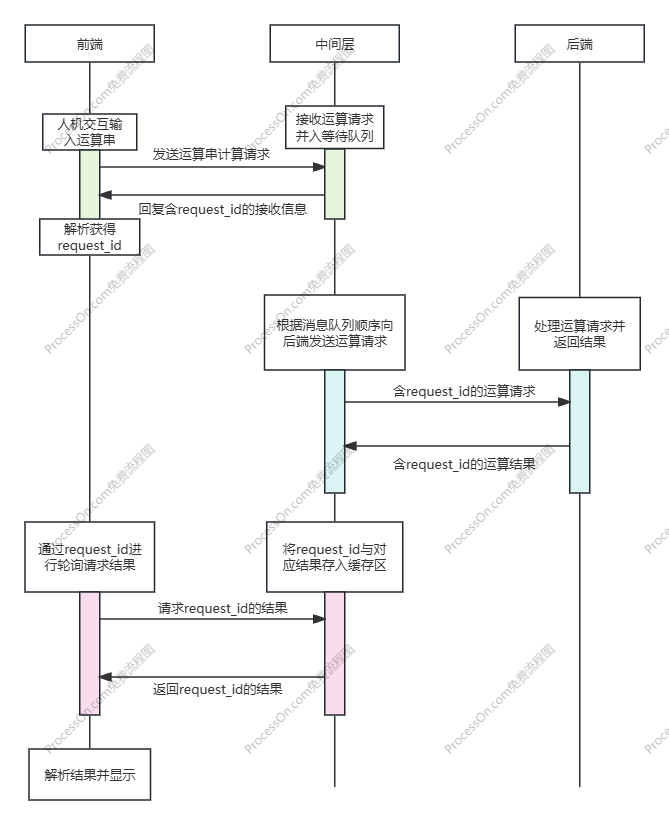 前端
中间层
后端
人机交互输
入运算串
接收运算请求
并入等待队列
发送运算串计算请求
回复含request_id的接收信息
解析获得
request_id
根据消息队列顺序向
后端发送运算请求
处理运算请求并
返回结果
含request_id的运算请求
含request_id的运算结果
通过request_id进
行轮询请求结果
将request_id与对
应结果存入缓存区
请求request_id的结果
返回request_id的结果
解析结果并显示
ProcessOn.com免费流程图
ProcessOn.com免费流程图
ProcessOn.com免费流程图
ProcessOn.com免费流程图
ProcessOn.com免费流程图
ProcessOn.com免费流程图
ProcessOn.com免费流程图
ProcessOn.com免费流程图
ProcessOn.com免费流程图
ProcessOn.com免费流程图
ProcessOn.com免费流程图
ProcessOn.com免费流程图